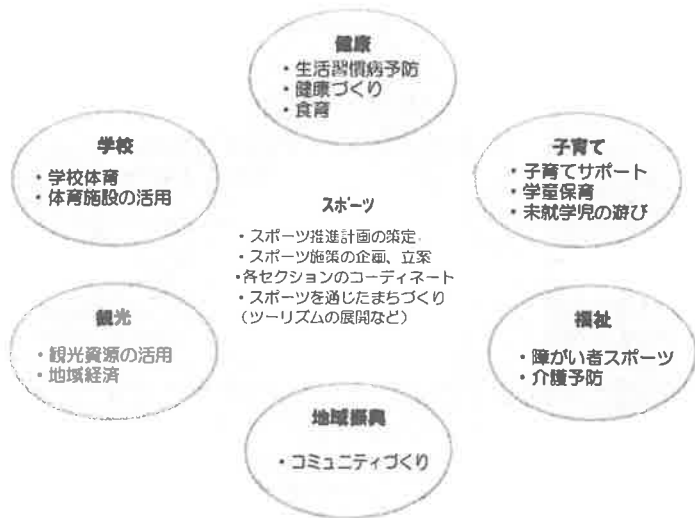 健康
・生活習慣病予防
・健康づくり
・食育
学校
・学校体育
・体育施設の活用
子育て
・子育てサポート
・学童保育
・未就学児の遊び
スポーツ
・スポーツ推進計画の策定
・スポーツ施策の企画、立案
・各セクションのコーディネート
・スポーツを通じたまちづくり
（ツーリズムの展開など）
観光
・観光資源の活用
・地域経済
福祉
・障がい者スポーツ
・介護予防
地域振興
・コミュニティづくり